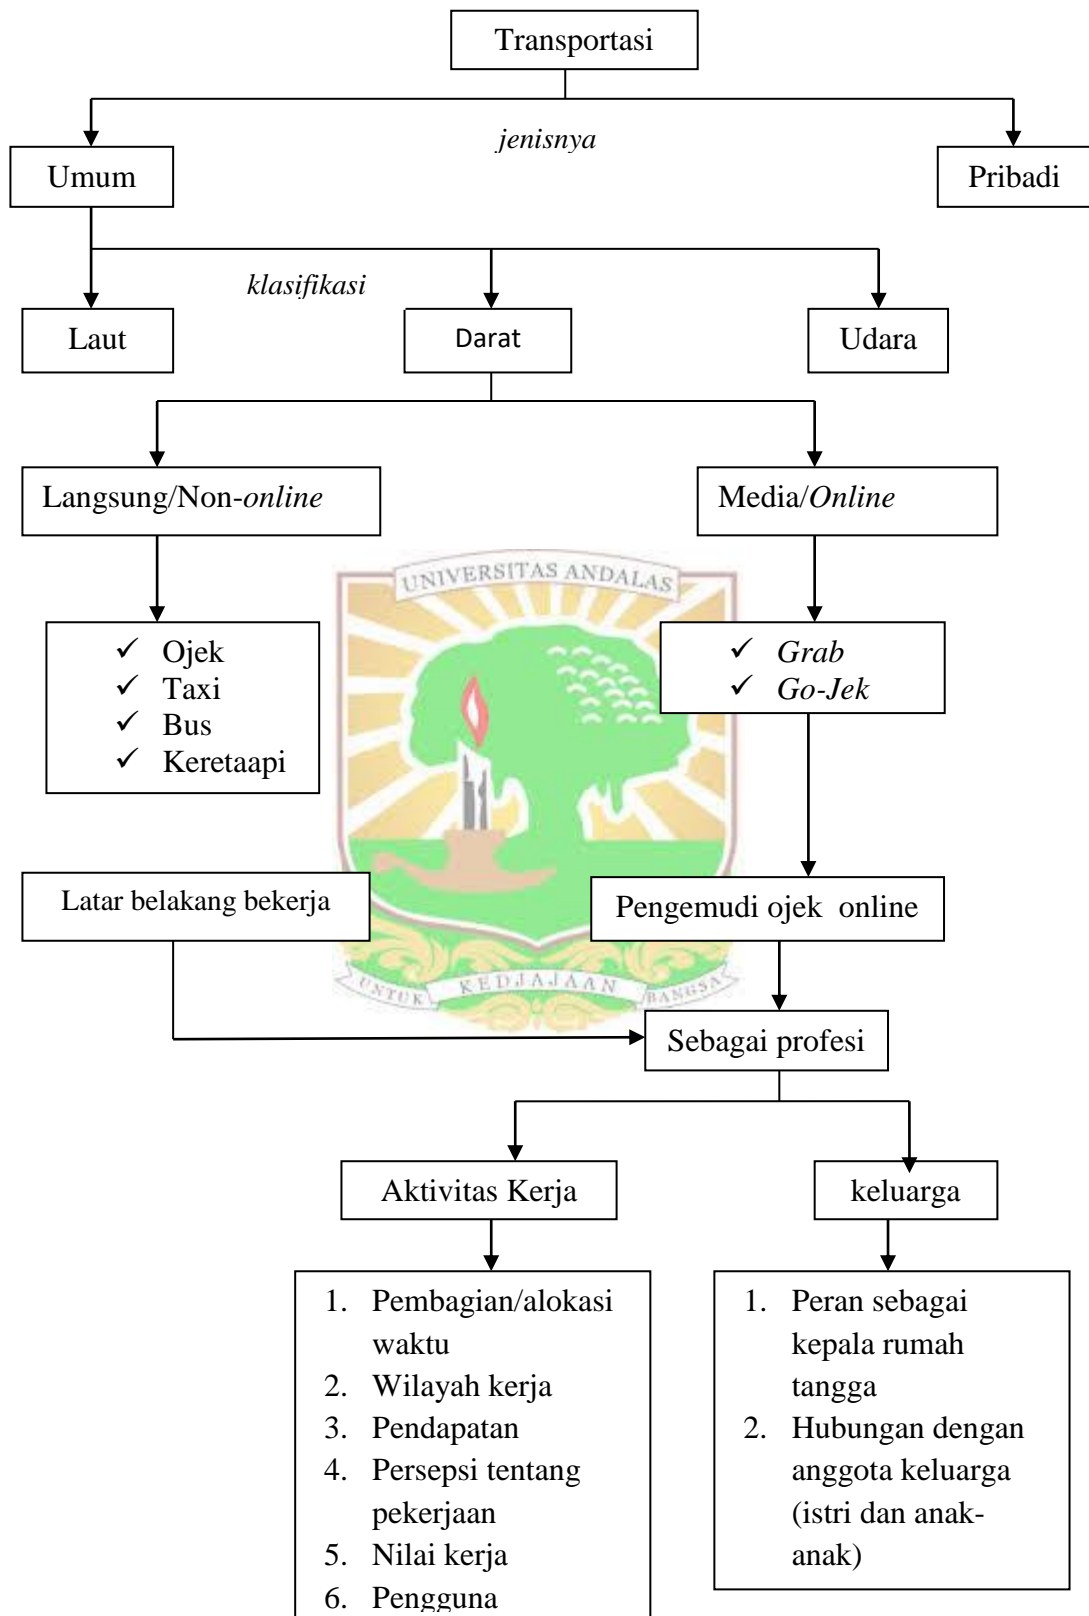 Transportasi
jenisnya
Umum
Pribadi
klasifikasi
Laut
Darat
Udara
Langsung/Non-online
Media/Online
UNIVERSITAS ANDALAS
✓ Ojek
✓ Taxi
✓ Bus
✓ Keretaapi
✓ Grab
✓ Go-Jek
Latar belakang bekerja
Pengemudi ojek online
UNTUK KEDJAJAAN BANGSA
Sebagai profesi
Aktivitas Kerja
keluarga
1. Pembagian/alokasi
waktu
2. Wilayah kerja
3. Pendapatan
4. Persepsi tentang
pekerjaan
5. Nilai kerja
6. Pengguna
1. Peran sebagai
kepala rumah
tangga
2. Hubungan dengan
anggota keluarga
(istri dan anak-
anak)